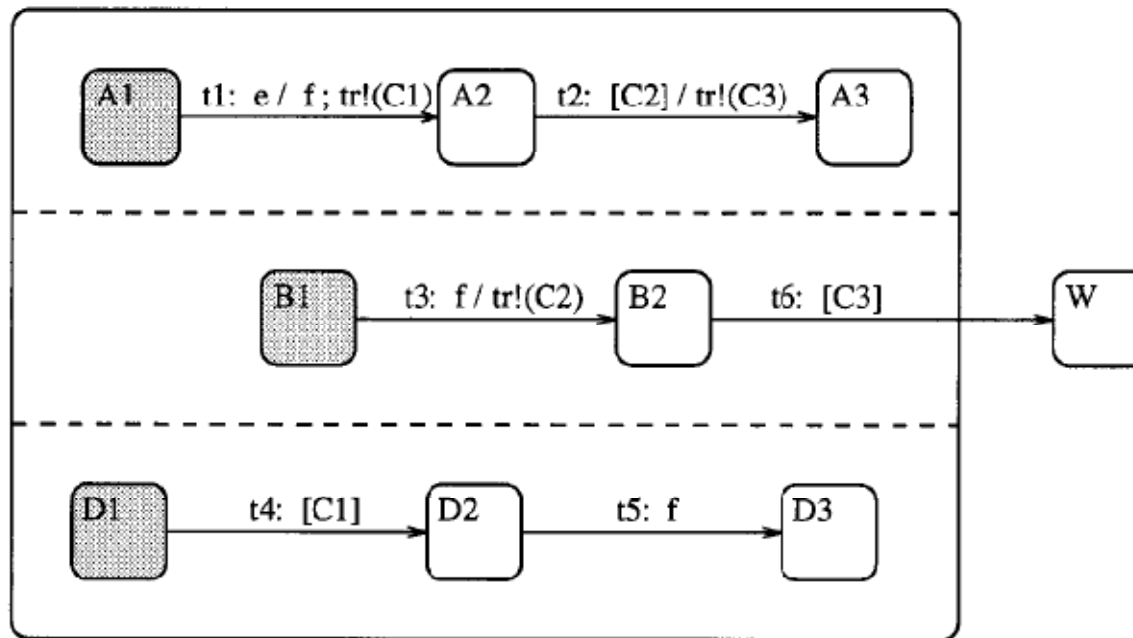 A1 t1: e / f ; tr!(C1) A2 t2: [C2] / tr!(C3) A3
B1 t3: f / tr!(C2) B2 t6: [C3] W
D1 t4: [C1] D2 t5: f D3